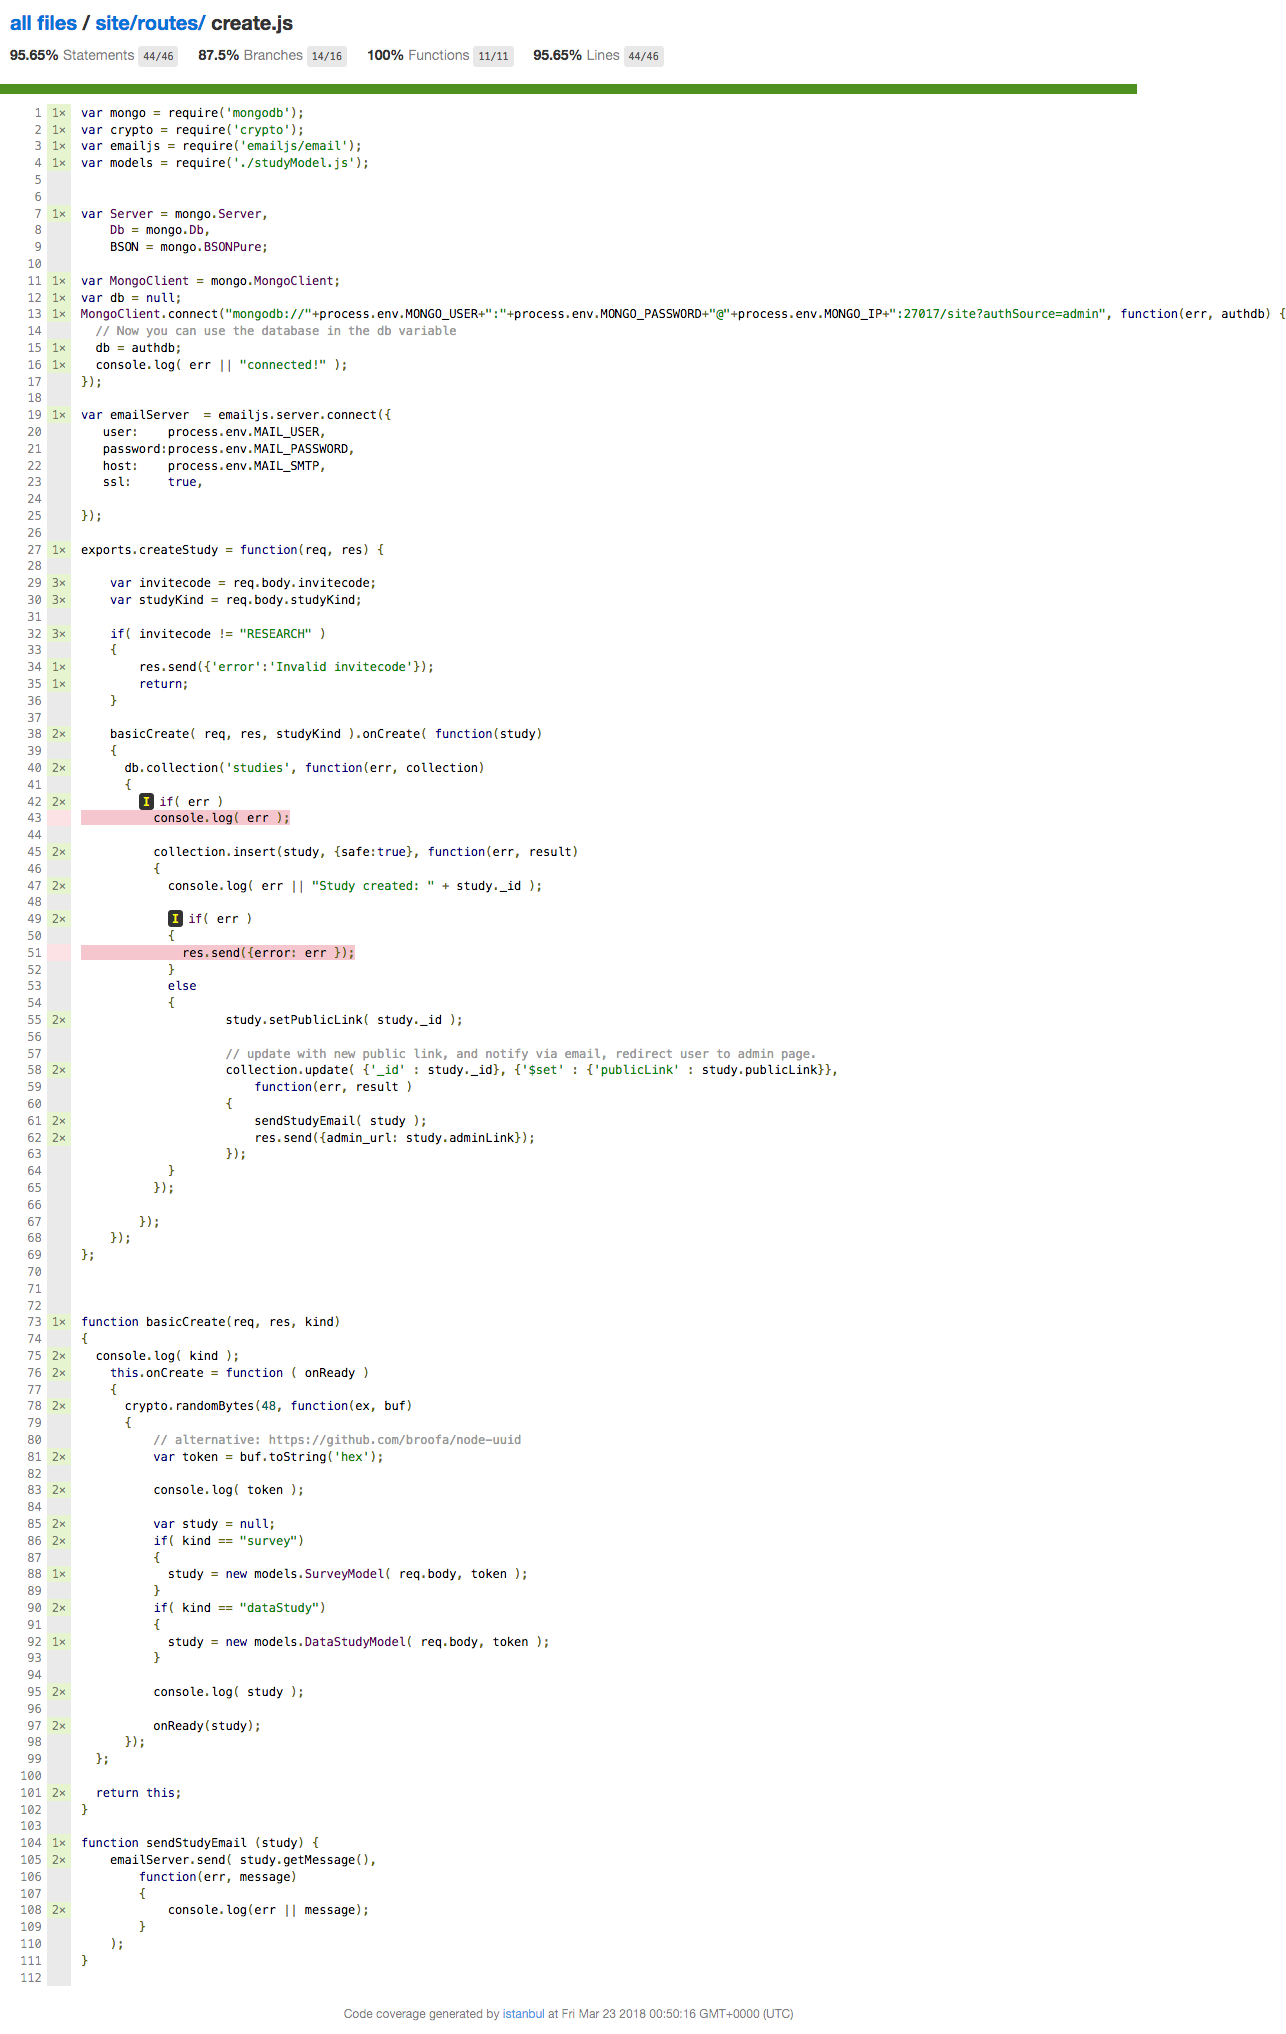 all files / site/routes/ create.js
95.65% Statements 44/46 87.5% Branches 14/16 100% Functions 11/11 95.65% Lines 44/46
1 1× var mongo = require('mongodb');
2 1× var crypto = require('crypto');
3 1× var emailjs = require('emailjs/email');
4 1× var models = require('./studyModel.js');
5
6
7 1× var Server = mongo.Server,
8 Db = mongo.Db,
9 BSON = mongo.BSONPure;
10
11 1× var MongoClient = mongo.MongoClient;
12 1× var db = null;
13 1× MongoClient.connect("mongodb://"+process.env.MONGO_USER+":"+process.env.MONGO_PASSWORD+"@"+process.env.MONGO_IP+":27017/site?authSource=admin", function(err, authdb) {
14 // Now you can use the database in the db variable
15 1× db = authdb;
16 1× console.log( err || "connected!" );
17 });
18
19 1× var emailServer  = emailjs.server.connect({
20 user:    process.env.MAIL_USER,
21 password:process.env.MAIL_PASSWORD,
22 host:    process.env.MAIL_SMTP,
23 ssl:     true,
24
25 });
26
27 1× exports.createStudy = function(req, res) {
28
29 3× var invitecode = req.body.invitecode;
30 3× var studyKind = req.body.studyKind;
31
32 3× if( invitecode != "RESEARCH" )
33 {
34 1× res.send({'error':'Invalid invitecode'});
35 1× return;
36 }
37
38 2× basicCreate( req, res, studyKind ).onCreate( function(study)
39 {
40 2× db.collection('studies', function(err, collection)
41 {
42 2× I if( err )
43 console.log( err );
44
45 2× collection.insert(study, {safe:true}, function(err, result)
46 {
47 2× console.log( err || "Study created: " + study._id );
48
49 2× I if( err )
50 {
51 res.send({error: err });
52 }
53 else
54 {
55 2× study.setPublicLink( study._id );
56
57 // update with new public link, and notify via email, redirect user to admin page.
58 2× collection.update( {'_id' : study._id}, {'$set' : {'publicLink' : study.publicLink}},
59 function(err, result )
60 {
61 2× sendStudyEmail( study );
62 2× res.send({admin_url: study.adminLink});
63 });
64 }
65 });
66
67 });
68 });
69 };
70
71
72
73 1× function basicCreate(req, res, kind)
74 {
75 2× console.log( kind );
76 2× this.onCreate = function ( onReady )
77 {
78 2× crypto.randomBytes(48, function(ex, buf)
79 {
80 // alternative: https://github.com/broofa/node-uuid
81 2× var token = buf.toString('hex');
82
83 2× console.log( token );
84
85 2× var study = null;
86 2× if( kind == "survey")
87 {
88 1× study = new models.SurveyModel( req.body, token );
89 }
90 2× if( kind == "dataStudy")
91 {
92 1× study = new models.DataStudyModel( req.body, token );
93 }
94
95 2× console.log( study );
96
97 2× onReady(study);
98 });
99 };
100
101 2× return this;
102 }
103
104 1× function sendStudyEmail (study) {
105 2× emailServer.send( study.getMessage(),
106 function(err, message)
107 {
108 2× console.log(err || message);
109 }
110 );
111 }
112
Code coverage generated by istanbul at Fri Mar 23 2018 00:50:16 GMT+0000 (UTC)